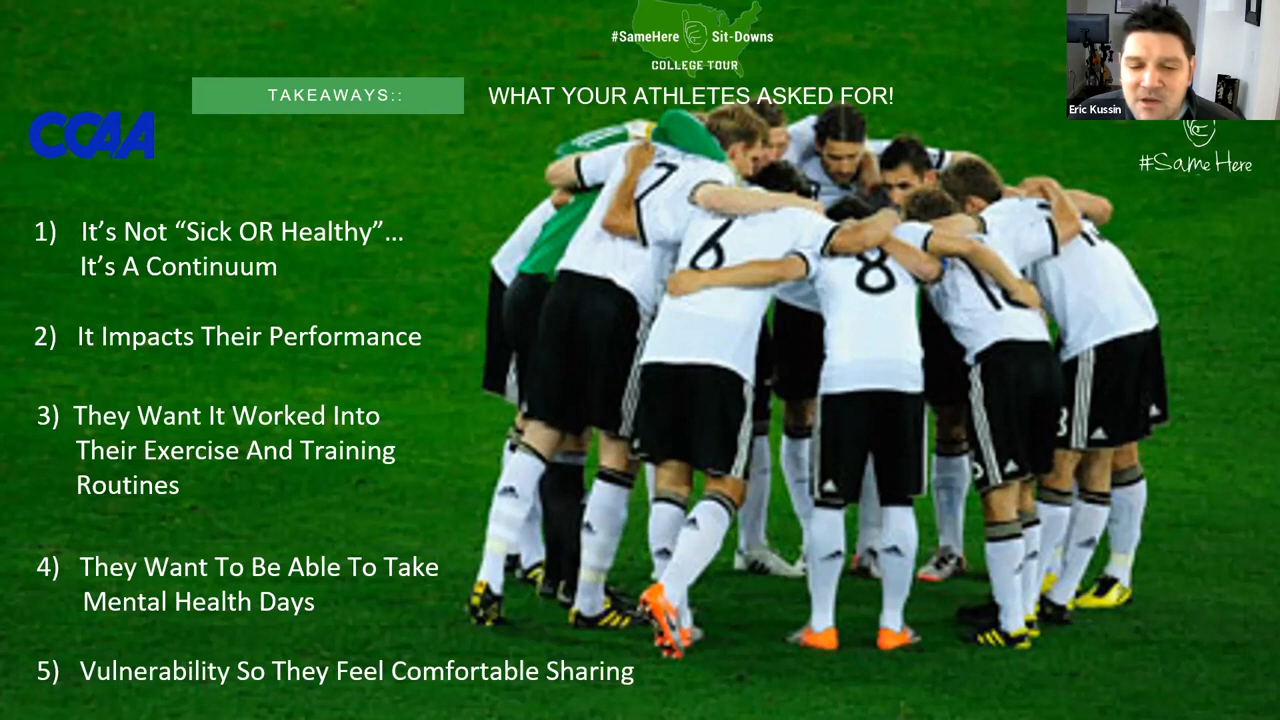 #SameHere Sit-Downs
COLLEGE TOUR
TAKEAWAYS::
WHAT YOUR ATHLETES ASKED FOR!
Eric Kussin
CCAA
#SameHere
1) It’s Not “Sick OR Healthy”…
It’s A Continuum
2) It Impacts Their Performance
3) They Want It Worked Into
Their Exercise And Training
Routines
4) They Want To Be Able To Take
Mental Health Days
5) Vulnerability So They Feel Comfortable Sharing
7
6
8